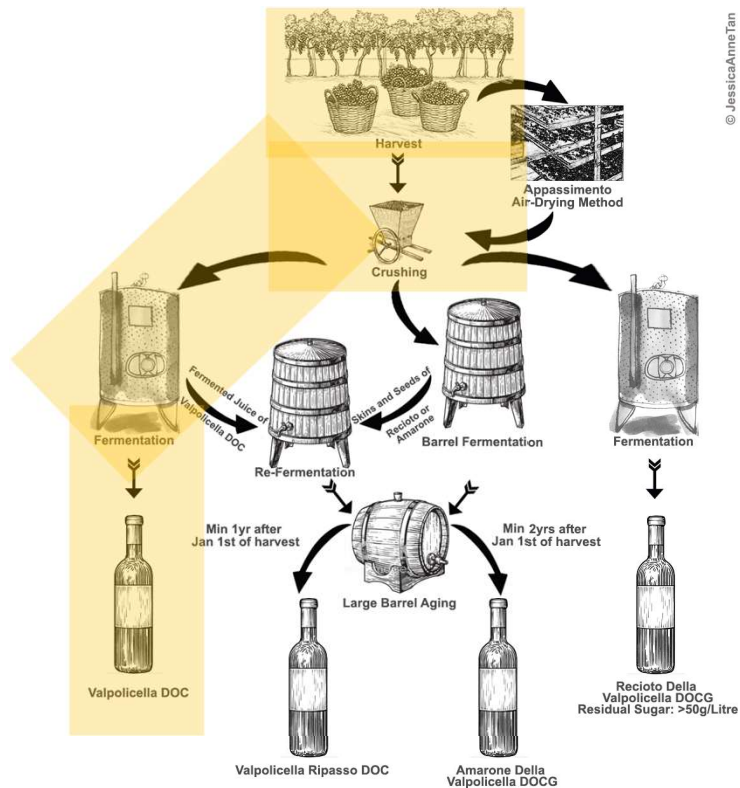 © JessicaAnneTan
Harvest
Appassimento
Air-Drying Method
Crushing
Fermentation
Fermented Juice of
Valpolicella DOC
Re-Fermentation
Skins and Seeds of
Recioto or
Amarone
Barrel Fermentation
Fermentation
Min 1yr after
Jan 1st of harvest
Min 2yrs after
Jan 1st of harvest
Large Barrel Aging
Valpolicella DOC
Recioto Della
Valpolicella DOCG
Residual Sugar: >50g/Litre
Valpolicella Ripasso DOC
Amarone Della
Valpolicella DOCG